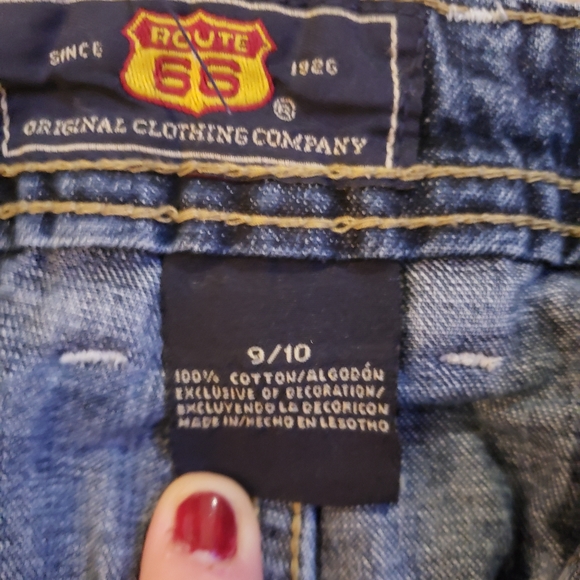 ROUTE
SINCE 66 1926
®
ORIGINAL CLOTHING COMPANY
9/10
100% COTTON/ALGODÓN
EXCLUSIVE OF DECORATION/
EXCLUYENDO LA DECORICON
MADE IN/HECHO EN LESOTHO